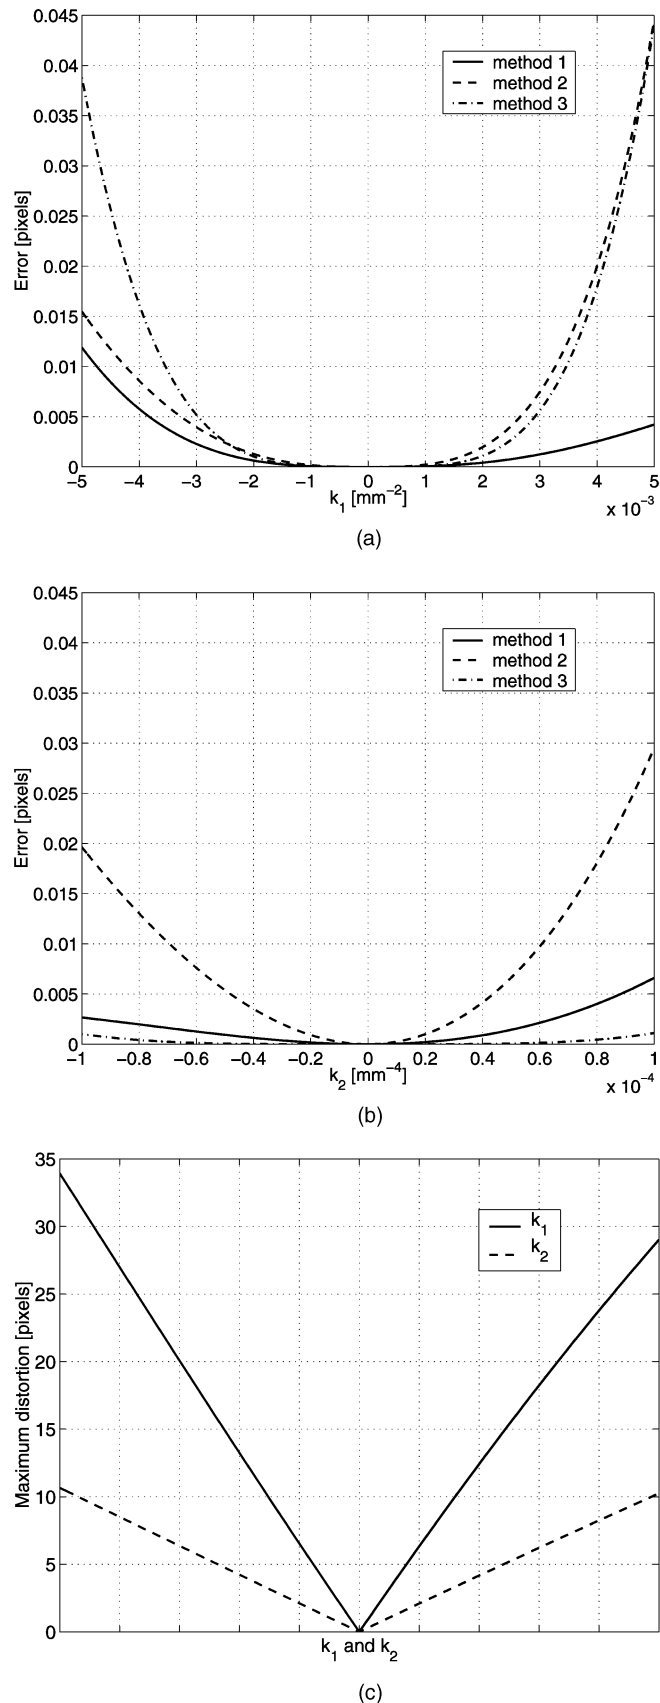 0.045
0.04
0.035
0.03
0.025
0.02
0.015
0.01
0.005
0
Error [pixels]
method 1
method 2
method 3
−5 −4 −3 −2 −1 0 1 2 3 4 5
k1 [mm−2]
x 10−3
(a)
0.045
0.04
0.035
0.03
0.025
0.02
0.015
0.01
0.005
0
Error [pixels]
method 1
method 2
method 3
−1 −0.8 −0.6 −0.4 −0.2 0 0.2 0.4 0.6 0.8 1
k2 [mm−4]
x 10−4
(b)
35
30
25
20
15
10
5
0
Maximum distortion [pixels]
k1
k2
k1 and k2
(c)